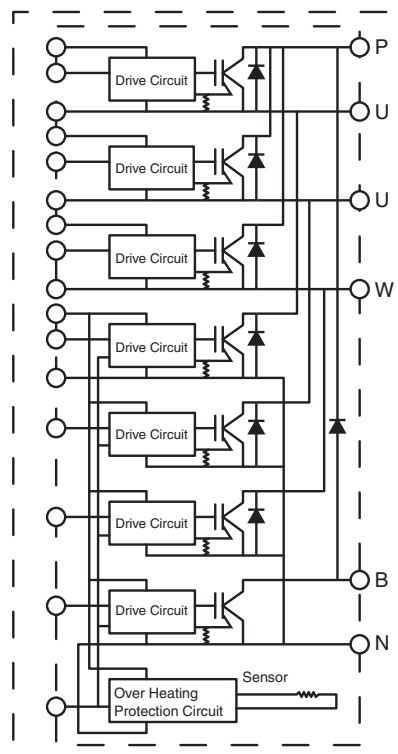 P
Drive Circuit
U
Drive Circuit
U
Drive Circuit
W
Drive Circuit
Drive Circuit
Drive Circuit
B
Drive Circuit
N
Sensor
Over Heating
Protection Circuit